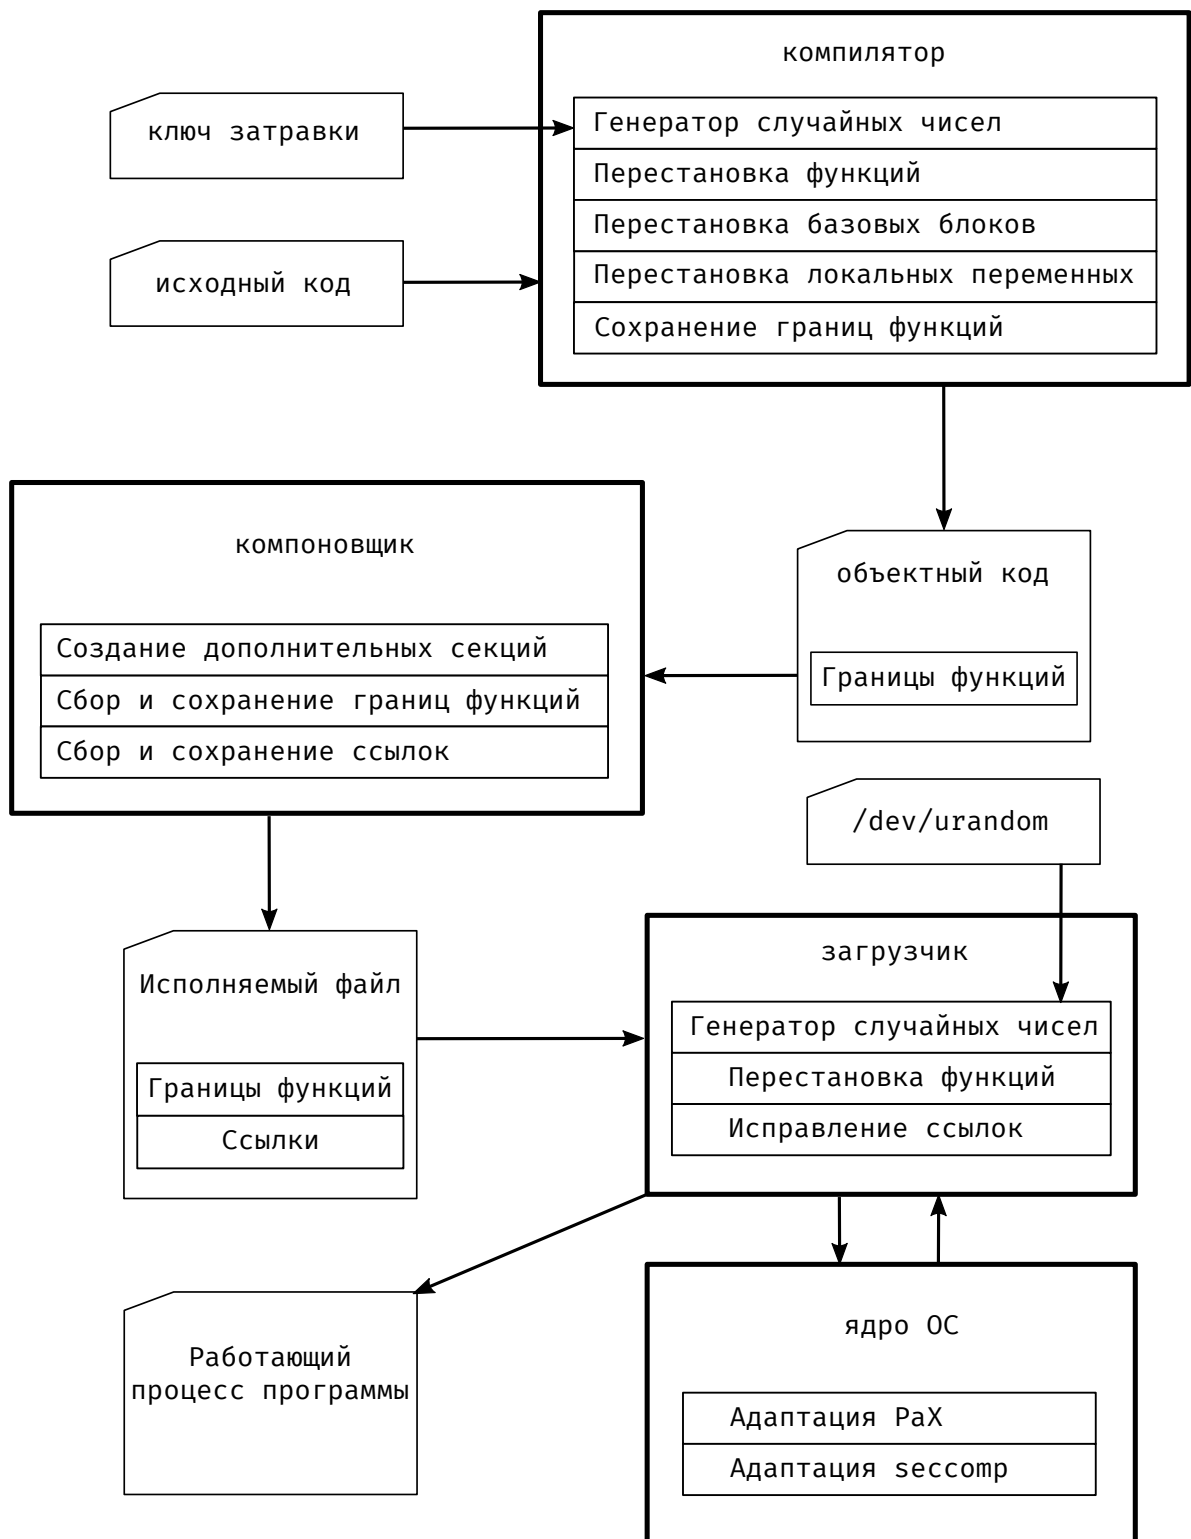 компилятор
ключ затравки
Генератор случайных чисел
Перестановка функций
Перестановка базовых блоков
исходный код
Перестановка локальных переменных
Сохранение границ функций
компоновщик
объектный код
Создание дополнительных секций
Границы функций
Сбор и сохранение границ функций
Сбор и сохранение ссылок
/dev/urandom
загрузчик
Исполняемый файл
Генератор случайных чисел
Границы функций
Перестановка функций
Ссылки
Исправление ссылок
ядро ОС
Работающий
процесс программы
Адаптация PaX
Адаптация seccomp